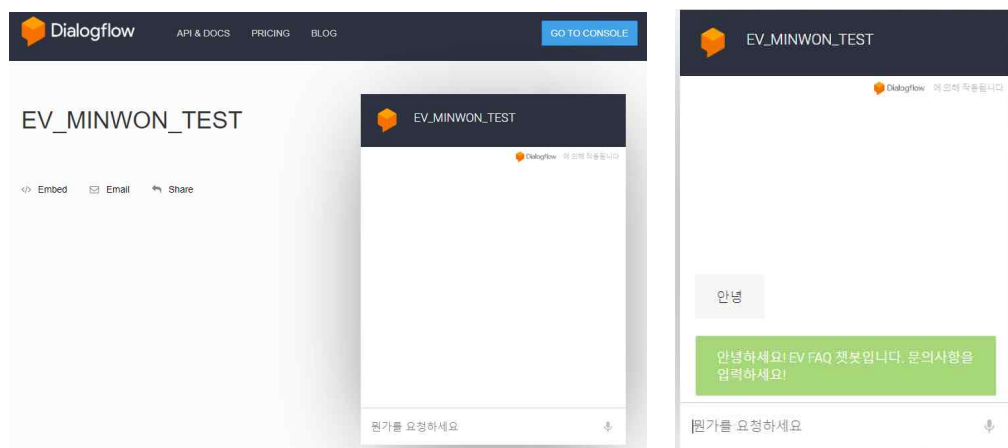 Dialogflow
API & DOCS PRICING BLOG
GO TO CONSOLE
EV_MINWON_TEST
</> Embed Email Share
EV_MINWON_TEST
Dialogflow 에 의해 작동됩니다
뭔가를 요청하세요
EV_MINWON_TEST
Dialogflow 에 의해 작동됩니다
안녕
안녕하세요! EV FAQ 챗봇입니다. 문의사항을
입력하세요!
뭔가를 요청하세요